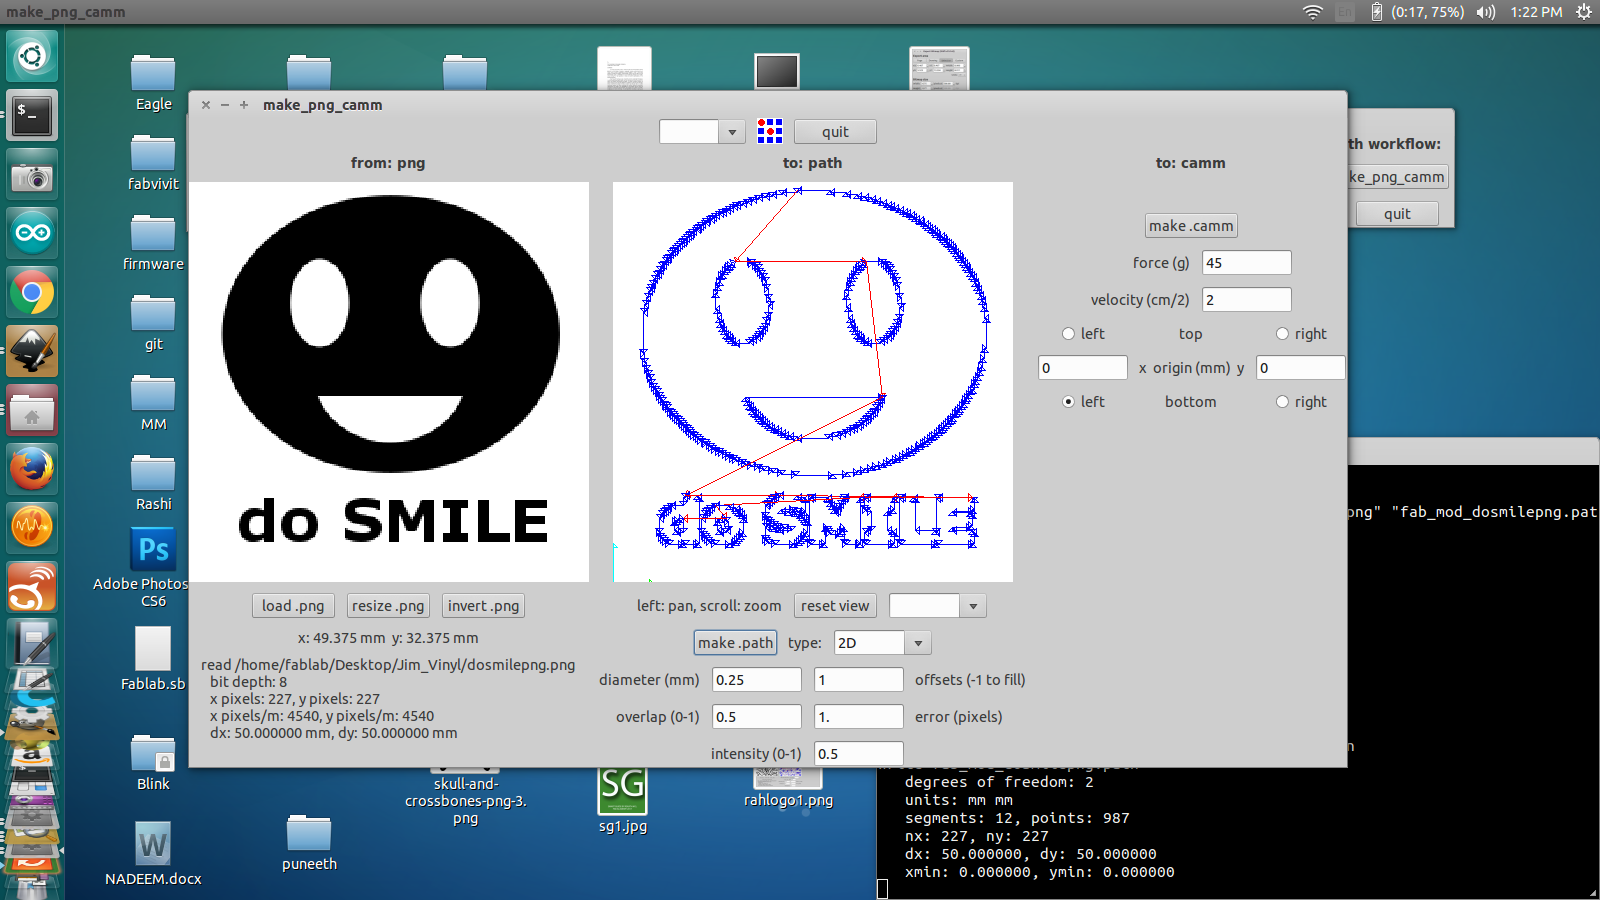 make_png_camm
En
(0:17, 75%)
1:22 PM
Eagle
fabvivit
firmware
git
MM
Rashi
Ps
Adobe Photos
CS6
Fablab.sb
Blink
W
NADEEM.docx
puneeth
skull-and-
crossbones-png-3.
png
SG
sg1.jpg
rahlogo1.png
make_png_camm
quit
from: png
to: path
to: camm
do SMILE
do SMILE
load .png
resize .png
invert .png
x: 49.375 mm y: 32.375 mm
read /home/fablab/Desktop/Jim_Vinyl/dosmilepng.png
bit depth: 8
x pixels: 227, y pixels: 227
x pixels/m: 4540, y pixels/m: 4540
dx: 50.000000 mm, dy: 50.000000 mm
left: pan, scroll: zoom
reset view
make .path
type:
2D
diameter (mm)
0.25
1
offsets (-1 to fill)
overlap (0-1)
0.5
1.
error (pixels)
intensity (0-1)
0.5
make .camm
force (g)
45
velocity (cm/2)
2
left
top
right
0
x origin (mm) y
0
left
bottom
right
th workflow:
ke_png_camm
quit
png" "fab_mod_dosmilepng.pat
n
degrees of freedom: 2
units: mm mm
segments: 12, points: 987
nx: 227, ny: 227
dx: 50.000000, dy: 50.000000
xmin: 0.000000, ymin: 0.000000